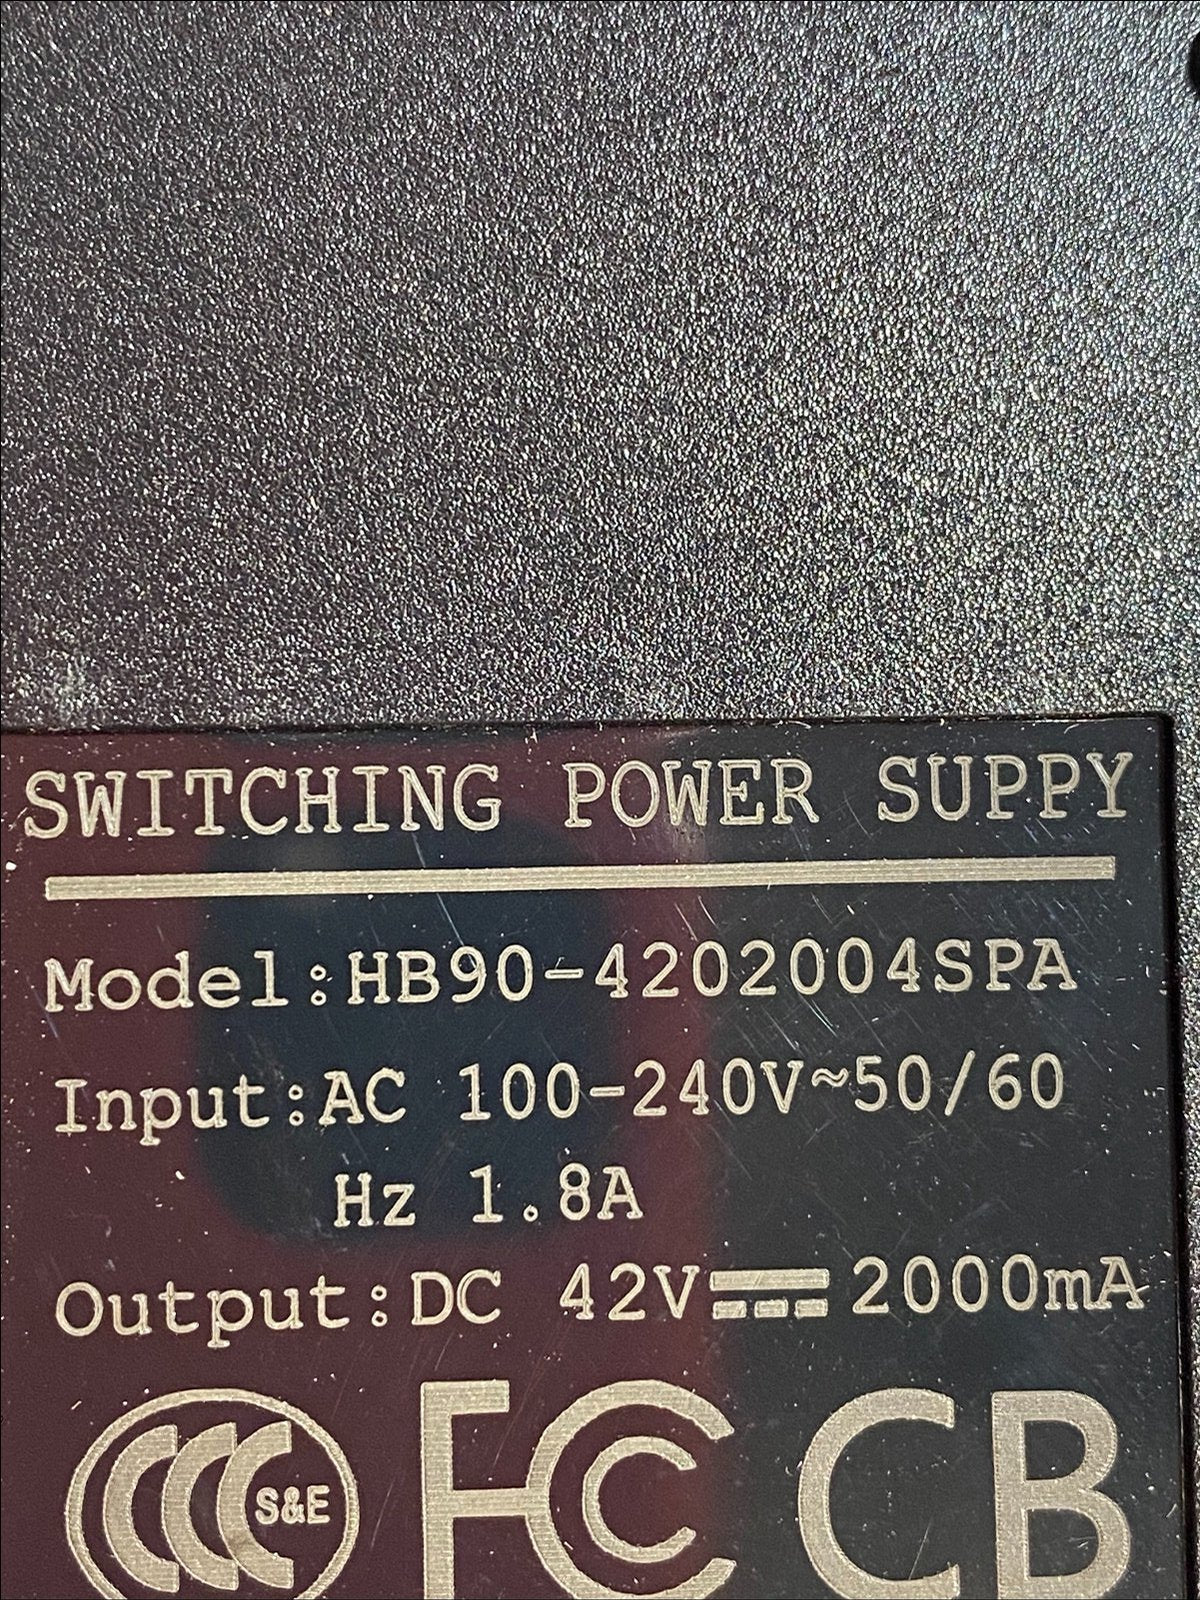 SWITCHING POWER SUPPY
Model:HB90-4202004SPA
Input:AC 100-240V~50/60
Hz 1.8A
Output:DC 42V⎓2000mA
CCC S&E FC CB